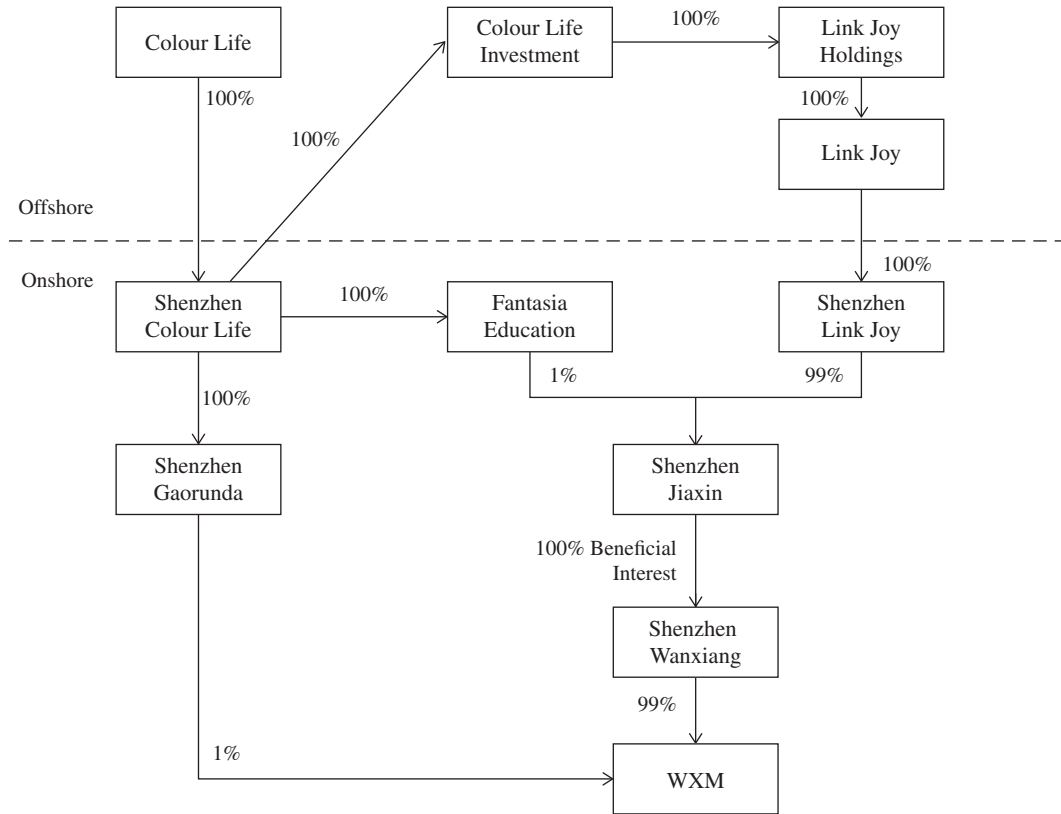 Colour Life
Colour Life
Investment
100%
Link Joy
Holdings
100%
100%
100%
Link Joy
Offshore
Onshore
100%
Shenzhen
Colour Life
100%
Fantasia
Education
Shenzhen
Link Joy
1%
99%
100%
Shenzhen
Gaorunda
Shenzhen
Jiaxin
100% Beneficial
Interest
Shenzhen
Wanxiang
99%
1%
WXM